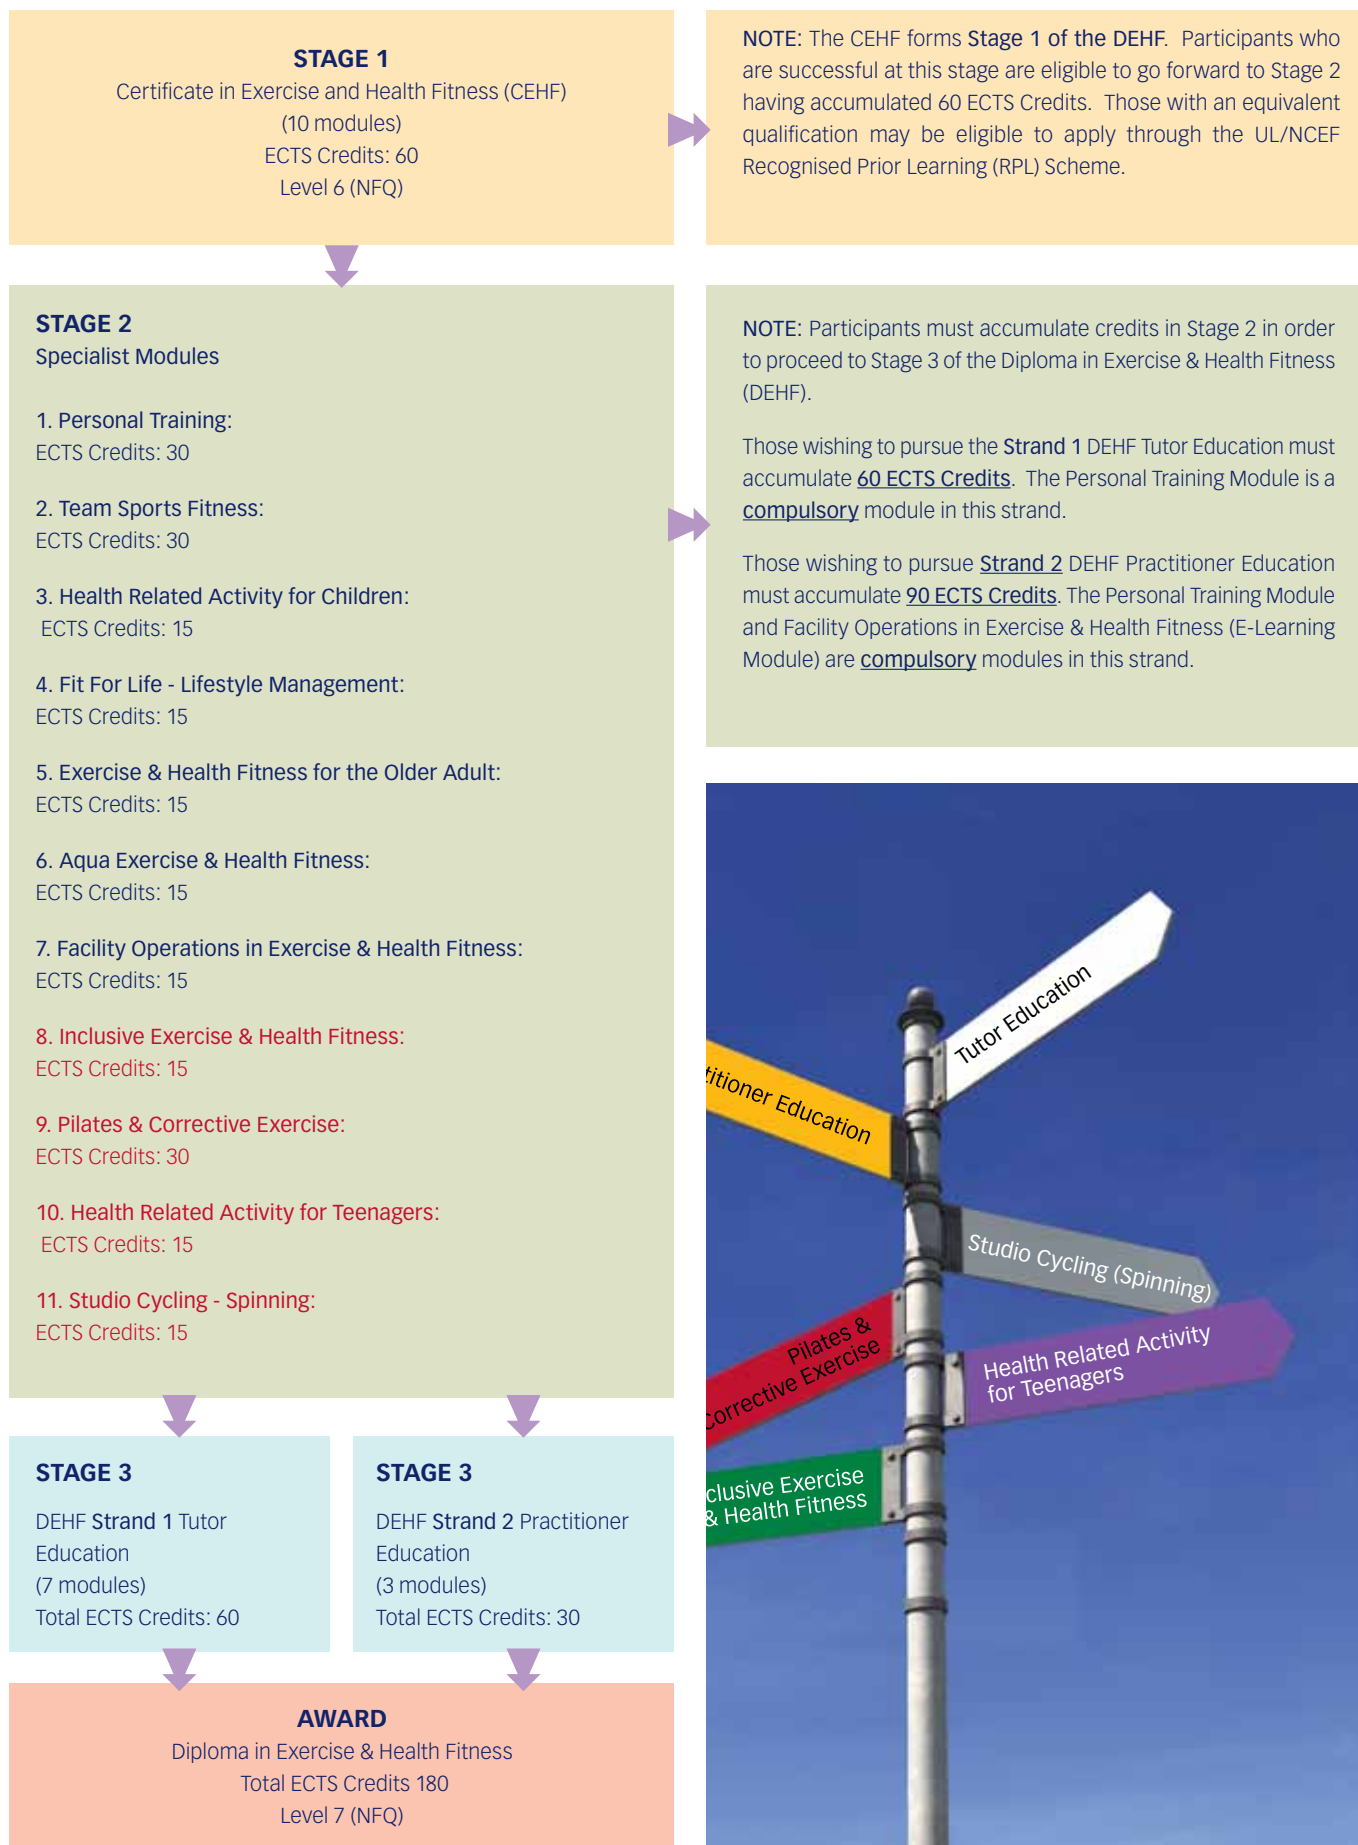 STAGE 1
Certificate in Exercise and Health Fitness (CEHF)
(10 modules)
ECTS Credits: 60
Level 6 (NFQ)
NOTE: The CEHF forms Stage 1 of the DEHF. Participants who
are successful at this stage are eligible to go forward to Stage 2
having accumulated 60 ECTS Credits. Those with an equivalent
qualification may be eligible to apply through the UL/NCEF
Recognised Prior Learning (RPL) Scheme.
STAGE 2
Specialist Modules
1. Personal Training:
ECTS Credits: 30
2. Team Sports Fitness:
ECTS Credits: 30
3. Health Related Activity for Children:
ECTS Credits: 15
4. Fit For Life - Lifestyle Management:
ECTS Credits: 15
5. Exercise & Health Fitness for the Older Adult:
ECTS Credits: 15
6. Aqua Exercise & Health Fitness:
ECTS Credits: 15
7. Facility Operations in Exercise & Health Fitness:
ECTS Credits: 15
8. Inclusive Exercise & Health Fitness:
ECTS Credits: 15
9. Pilates & Corrective Exercise:
ECTS Credits: 30
10. Health Related Activity for Teenagers:
ECTS Credits: 15
11. Studio Cycling - Spinning:
ECTS Credits: 15
NOTE: Participants must accumulate credits in Stage 2 in order
to proceed to Stage 3 of the Diploma in Exercise & Health Fitness
(DEHF).
Those wishing to pursue the Strand 1 DEHF Tutor Education must
accumulate 60 ECTS Credits. The Personal Training Module is a
compulsory module in this strand.
Those wishing to pursue Strand 2 DEHF Practitioner Education
must accumulate 90 ECTS Credits. The Personal Training Module
and Facility Operations in Exercise & Health Fitness (E-Learning
Module) are compulsory modules in this strand.
Tutor Education
titioner Education
Studio Cycling (Spinning)
Pilates &
Corrective Exercise
Health Related Activity
for Teenagers
clusive Exercise
& Health Fitness
STAGE 3
DEHF Strand 1 Tutor
Education
(7 modules)
Total ECTS Credits: 60
STAGE 3
DEHF Strand 2 Practitioner
Education
(3 modules)
Total ECTS Credits: 30
AWARD
Diploma in Exercise & Health Fitness
Total ECTS Credits 180
Level 7 (NFQ)